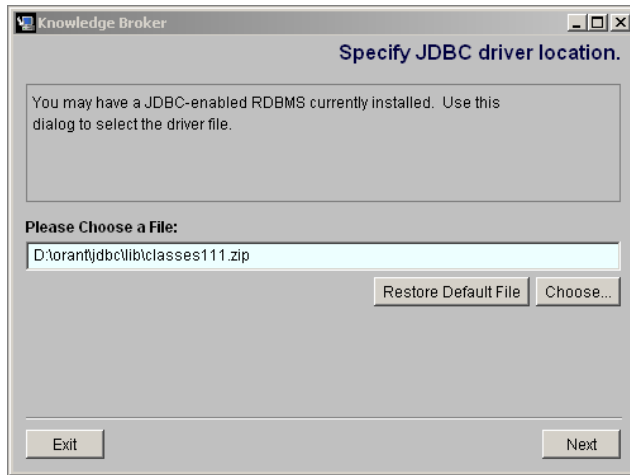 Knowledge Broker
Specify JDBC driver location.
You may have a JDBC-enabled RDBMS currently installed.  Use this
dialog to select the driver file.
Please Choose a File:
D:\orant\jdbc\lib\classes111.zip
Restore Default File
Choose...
Exit
Next